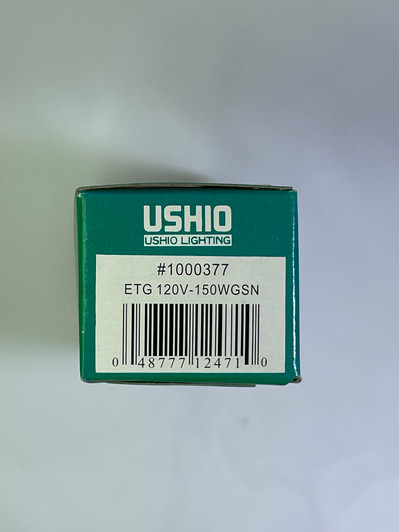 USHIO
USHIO LIGHTING
#1000377
ETG 120V-150WGSN
0 48777 12471 0